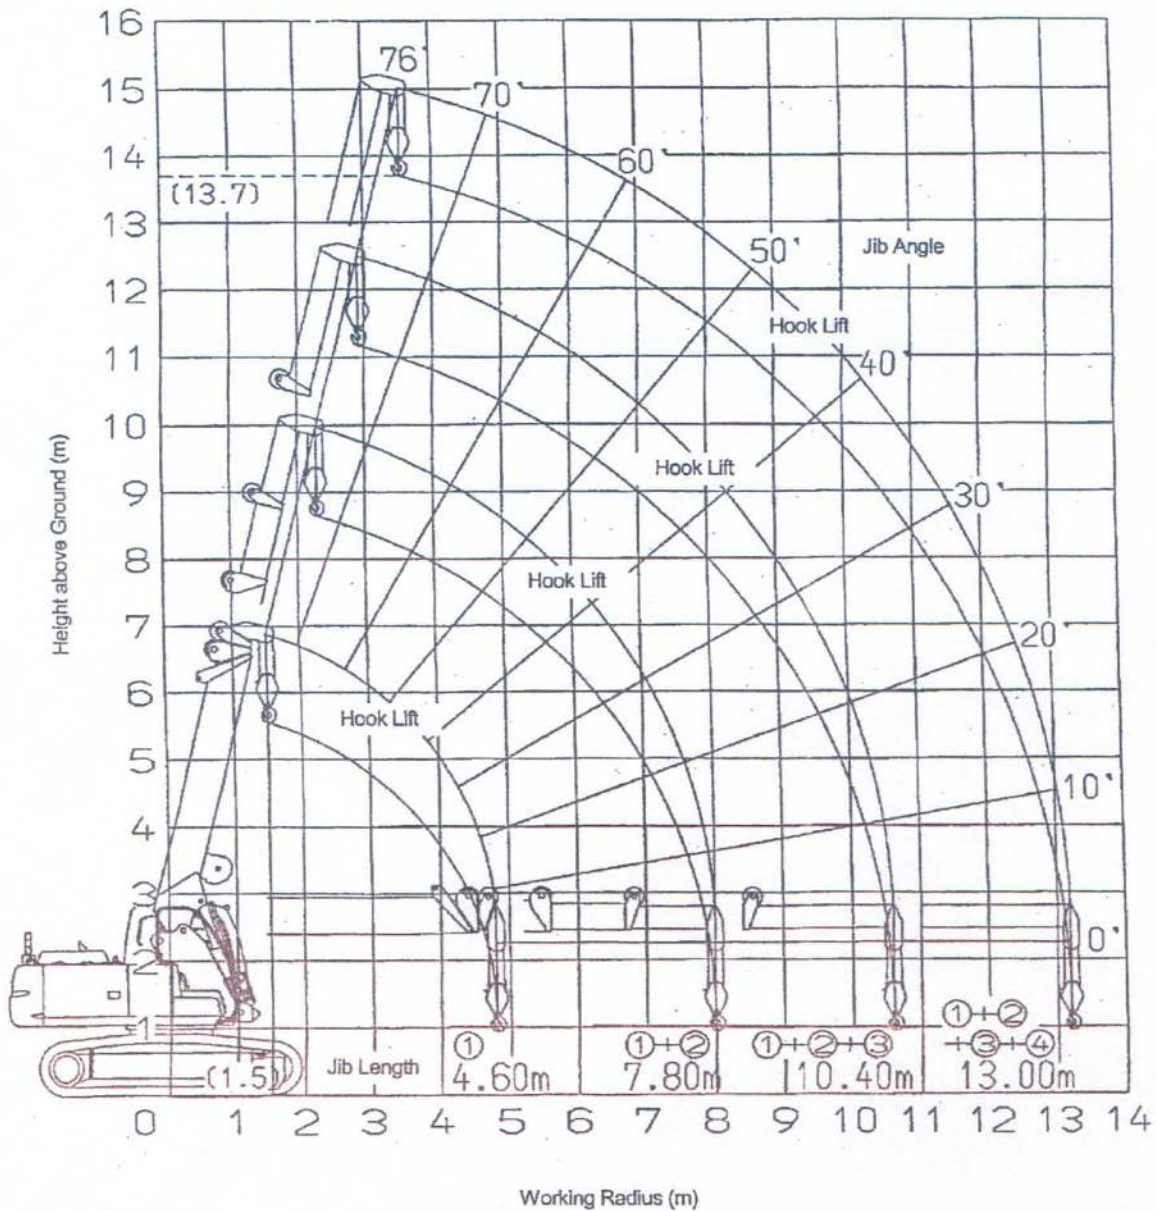 16
76°
15
70°
14
60°
(13.7)
13
50°
Jib Angle
12
Hook Lift
11
40°
10
Hook Lift
9
30°
8
Hook Lift
7
20°
6
Hook Lift
5
10°
4
3
0°
2
1
①
①+②
①+②+③
①+②
+③+④
(1.5)
Jib Length
4.60m
7.80m
10.40m
13.00m
0 1 2 3 4 5 6 7 8 9 10 11 12 13 14
Height above Ground (m)
Working Radius (m)